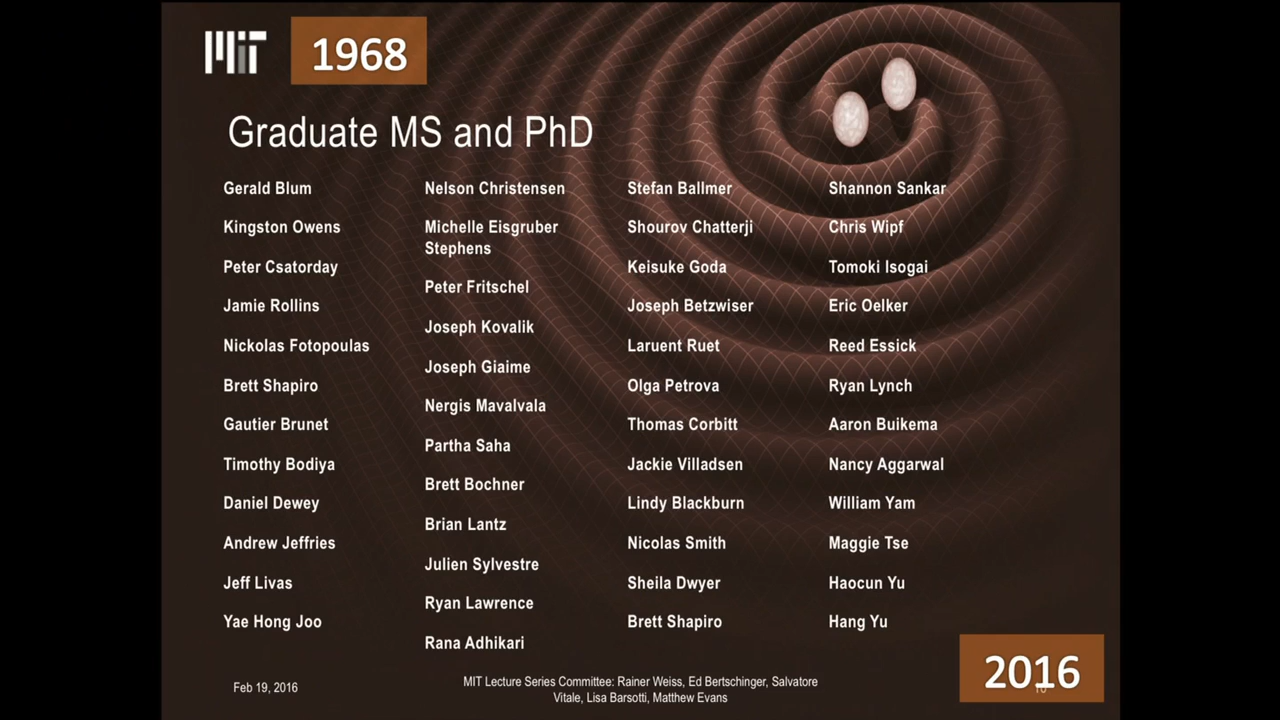 MIT
1968
Graduate MS and PhD
Gerald Blum
Kingston Owens
Peter Csatorday
Jamie Rollins
Nickolas Fotopoulas
Brett Shapiro
Gautier Brunet
Timothy Bodiya
Daniel Dewey
Andrew Jeffries
Jeff Livas
Yae Hong Joo
Nelson Christensen
Michelle Eisgruber
Stephens
Peter Fritschel
Joseph Kovalik
Joseph Giaime
Nergis Mavalvala
Partha Saha
Brett Bochner
Brian Lantz
Julien Sylvestre
Ryan Lawrence
Rana Adhikari
Stefan Ballmer
Shourov Chatterji
Keisuke Goda
Joseph Betzwiser
Laruent Ruet
Olga Petrova
Thomas Corbitt
Jackie Villadsen
Lindy Blackburn
Nicolas Smith
Sheila Dwyer
Brett Shapiro
Shannon Sankar
Chris Wipf
Tomoki Isogai
Eric Oelker
Reed Essick
Ryan Lynch
Aaron Buikema
Nancy Aggarwal
William Yam
Maggie Tse
Haocun Yu
Hang Yu
Feb 19, 2016
MIT Lecture Series Committee: Rainer Weiss, Ed Bertschinger, Salvatore
Vitale, Lisa Barsotti, Matthew Evans
2016